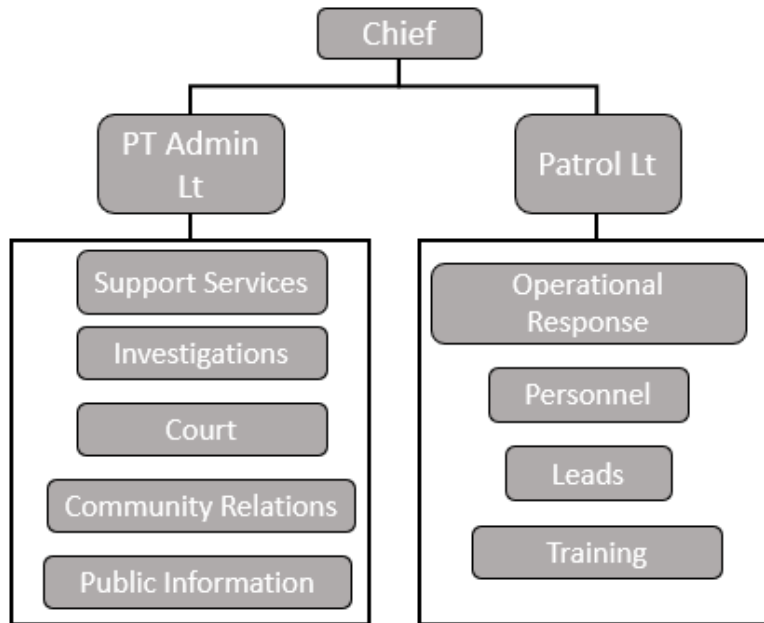 Chief
PT Admin
Lt
Patrol Lt
Support Services
Investigations
Court
Community Relations
Public Information
Operational
Response
Personnel
Leads
Training